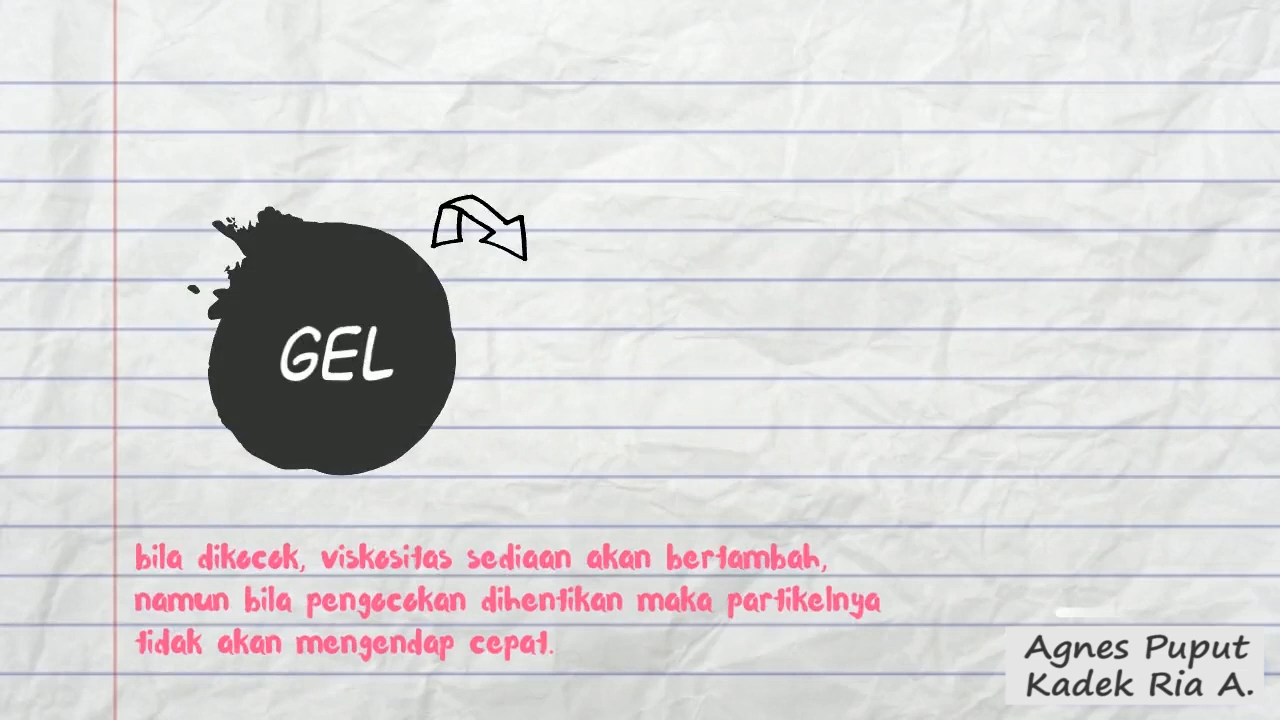 GEL
bila dikocok, viskositas sediaan akan bertambah,
namun bila pengocokan dihentikan maka partikelnya
tidak akan mengendap cepat.
Agnes Puput
Kadek Ria A.